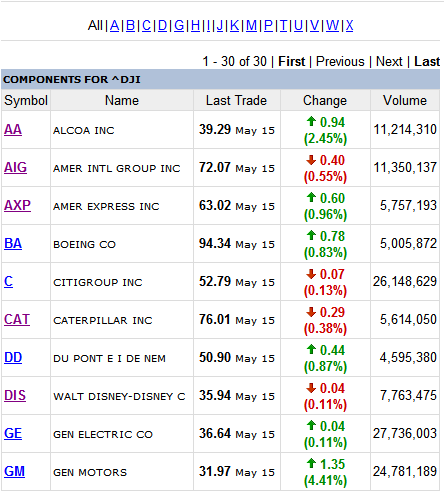 All|A|B|C|D|G|H|I|J|K|M|P|T|U|V|W|X
1 - 30 of 30 | First | Previous | Next | Last
COMPONENTS FOR ^DJI
Symbol Name Last Trade Change Volume
AA ALCOA INC 39.29 May 15 0.94 (2.45%) 11,214,310
AIG AMER INTL GROUP INC 72.07 May 15 0.40 (0.55%) 11,350,137
AXP AMER EXPRESS INC 63.02 May 15 0.60 (0.96%) 5,757,193
BA BOEING CO 94.34 May 15 0.78 (0.83%) 5,005,872
C CITIGROUP INC 52.79 May 15 0.07 (0.13%) 26,148,629
CAT CATERPILLAR INC 76.01 May 15 0.29 (0.38%) 5,614,050
DD DU PONT E I DE NEM 50.90 May 15 0.44 (0.87%) 4,595,380
DIS WALT DISNEY-DISNEY C 35.94 May 15 0.04 (0.11%) 7,763,475
GE GEN ELECTRIC CO 36.64 May 15 0.04 (0.11%) 27,736,003
GM GEN MOTORS 31.97 May 15 1.35 (4.41%) 24,781,189